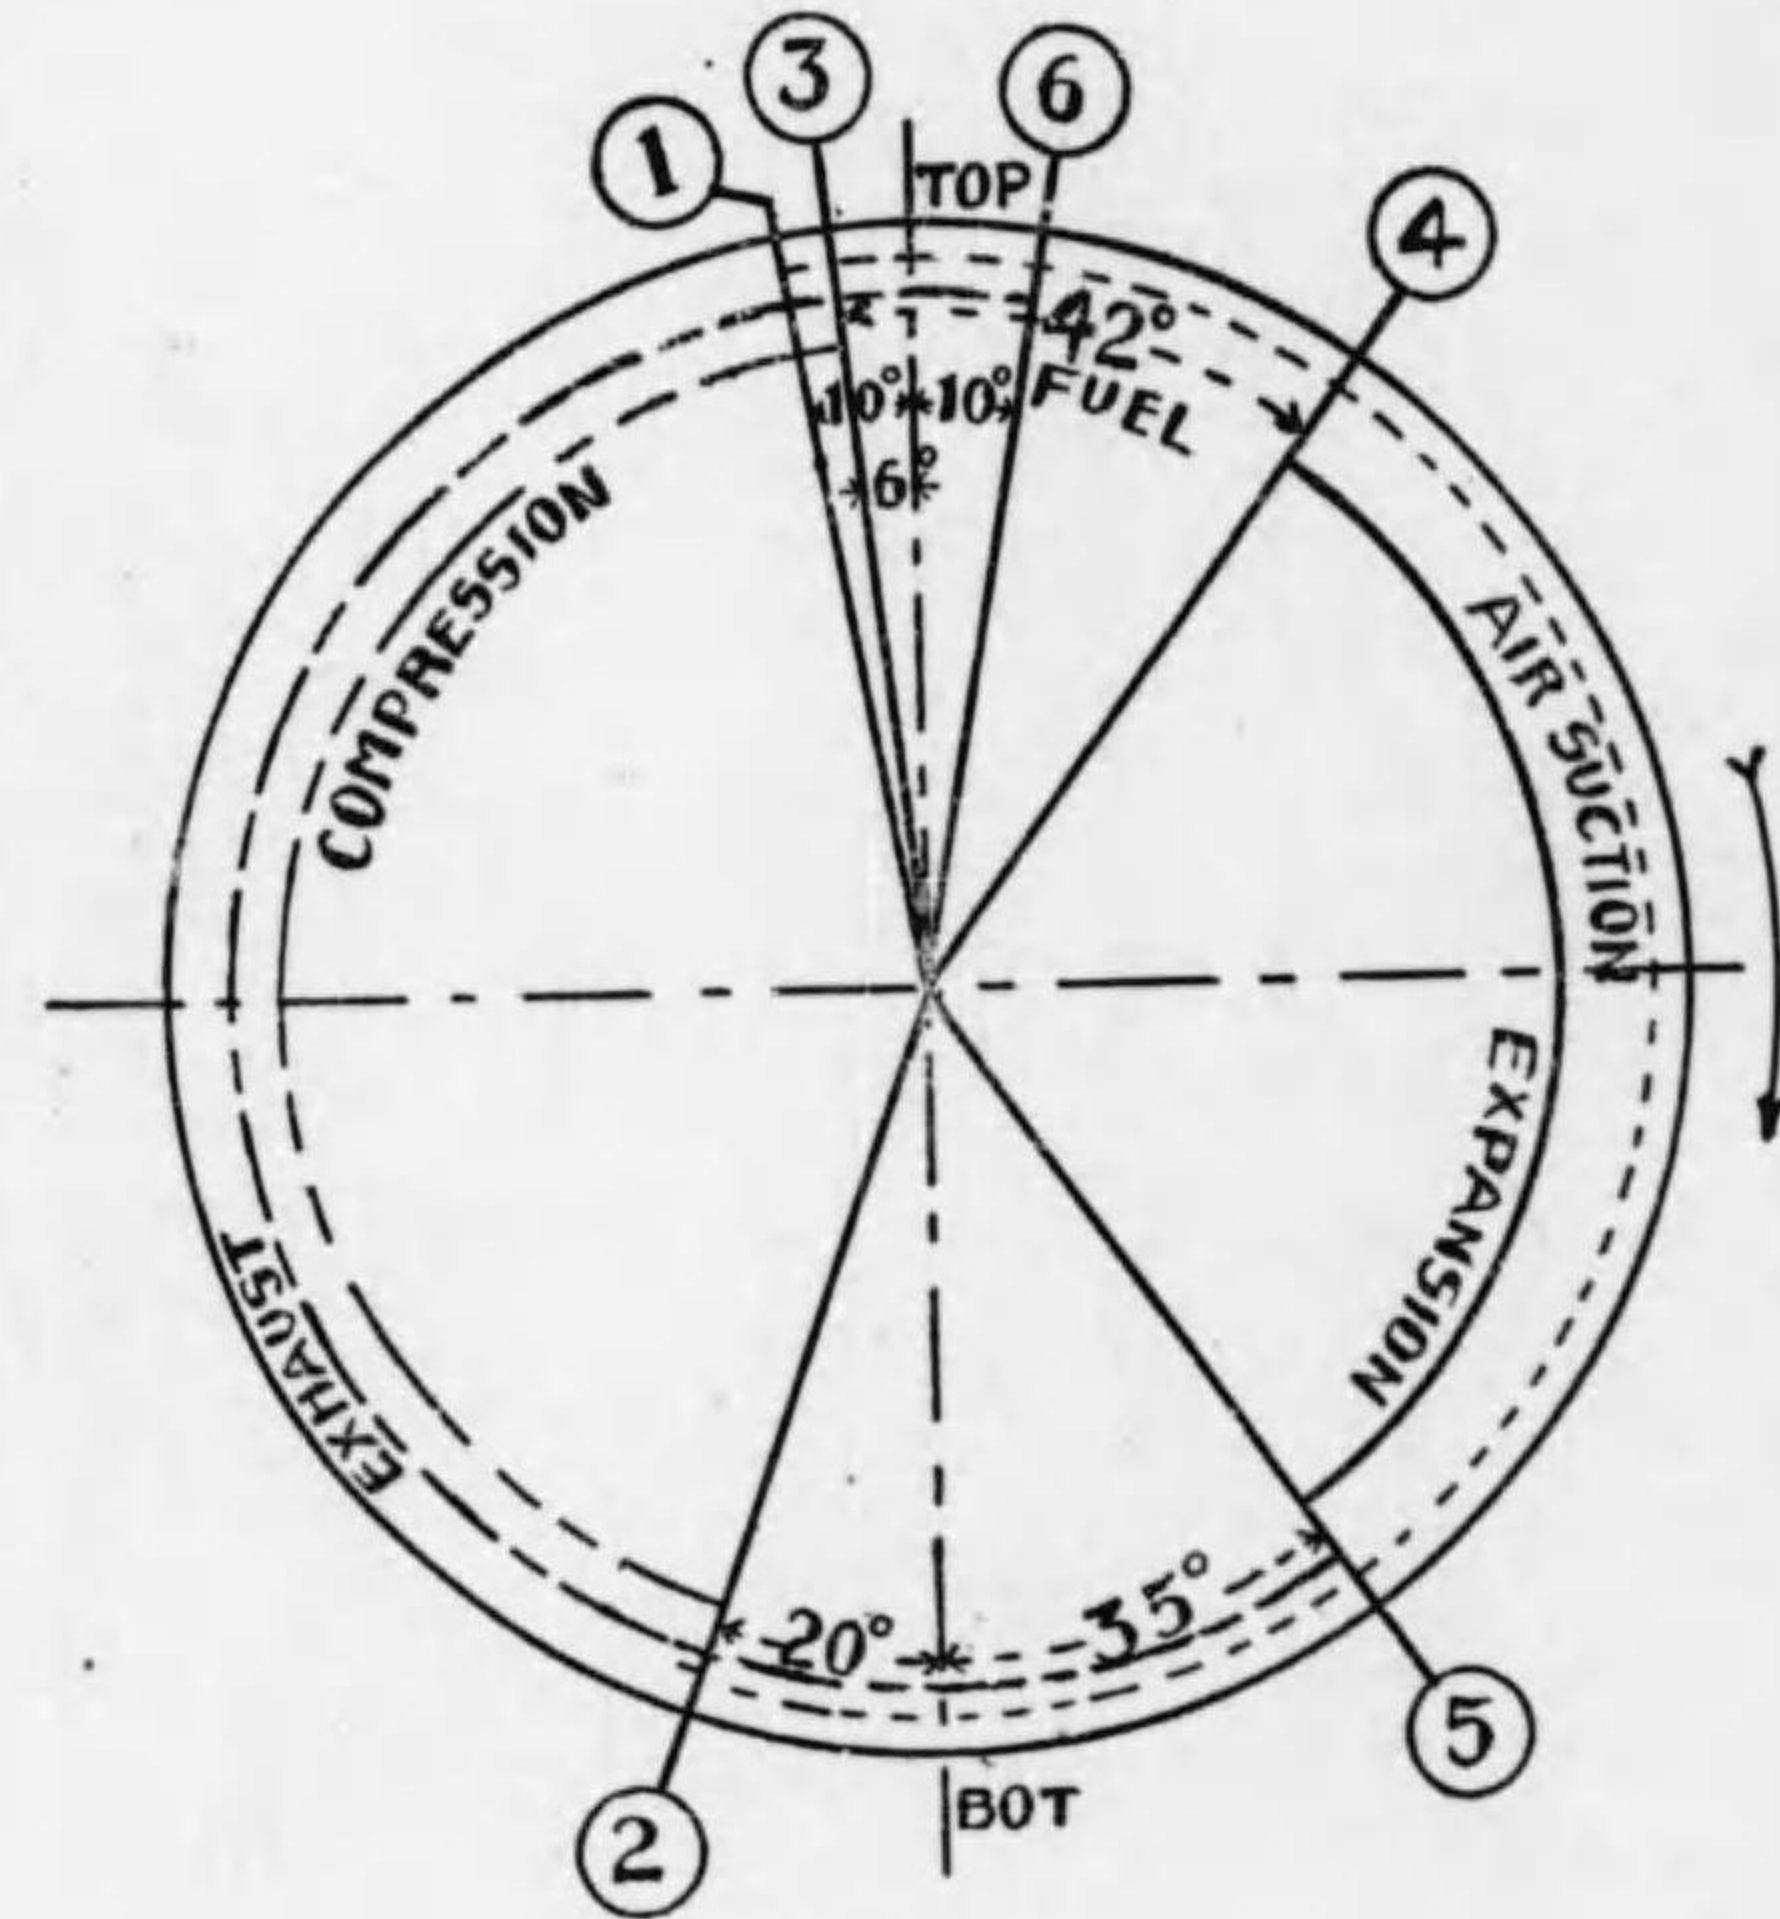 3
6
1
TOP
4
42°
10°
10°
FUEL
6°
COMPRESSION
AIR SUCTION
EXPANSION
EXHAUST
35°
20°
5
BOT
2